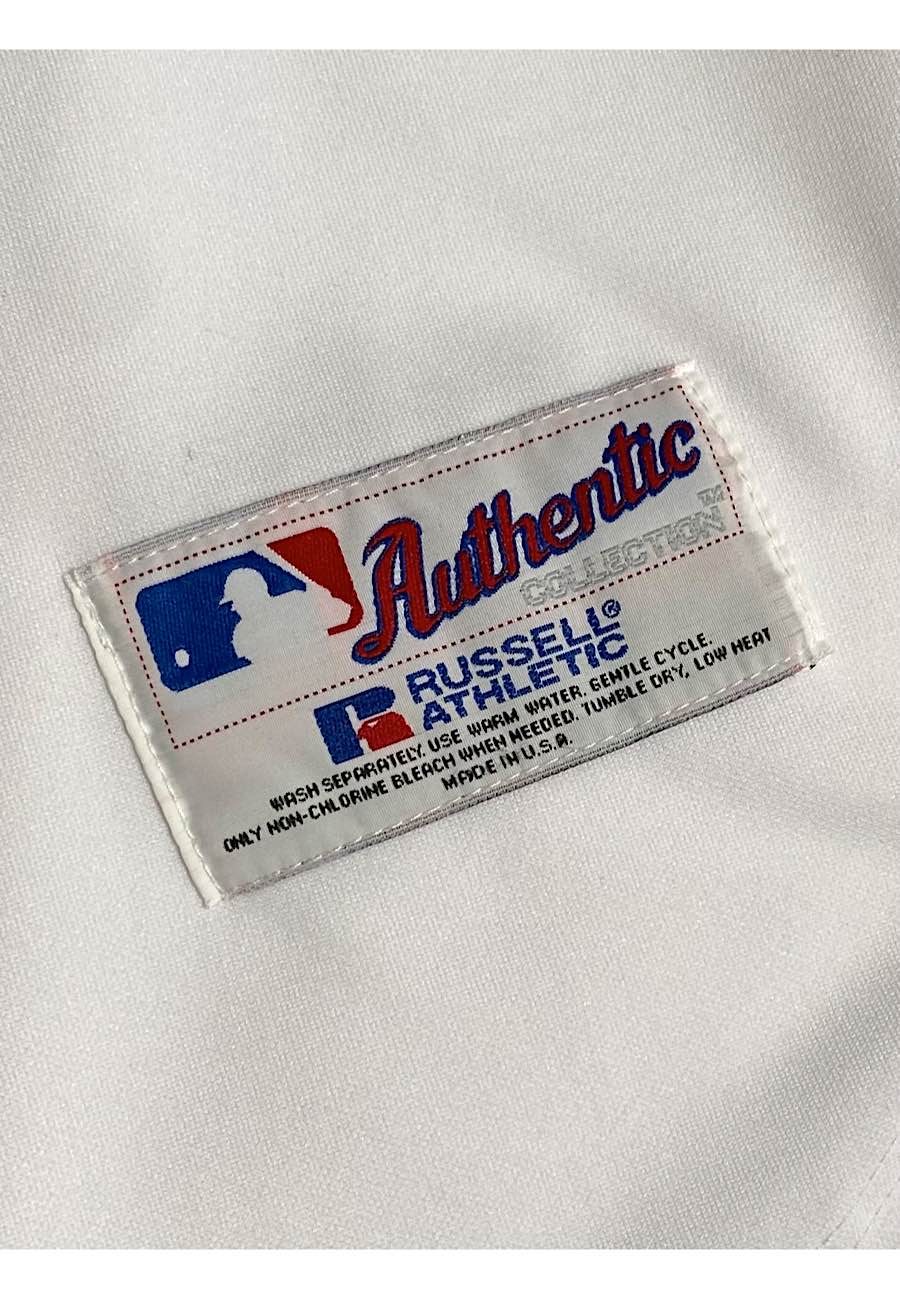 Authentic
COLLECTION™
RUSSELL®
ATHLETIC
WASH SEPARATELY. USE WARM WATER. GENTLE CYCLE.
ONLY NON-CHLORINE BLEACH WHEN NEEDED. TUMBLE DRY, LOW HEAT
MADE IN U.S.A.